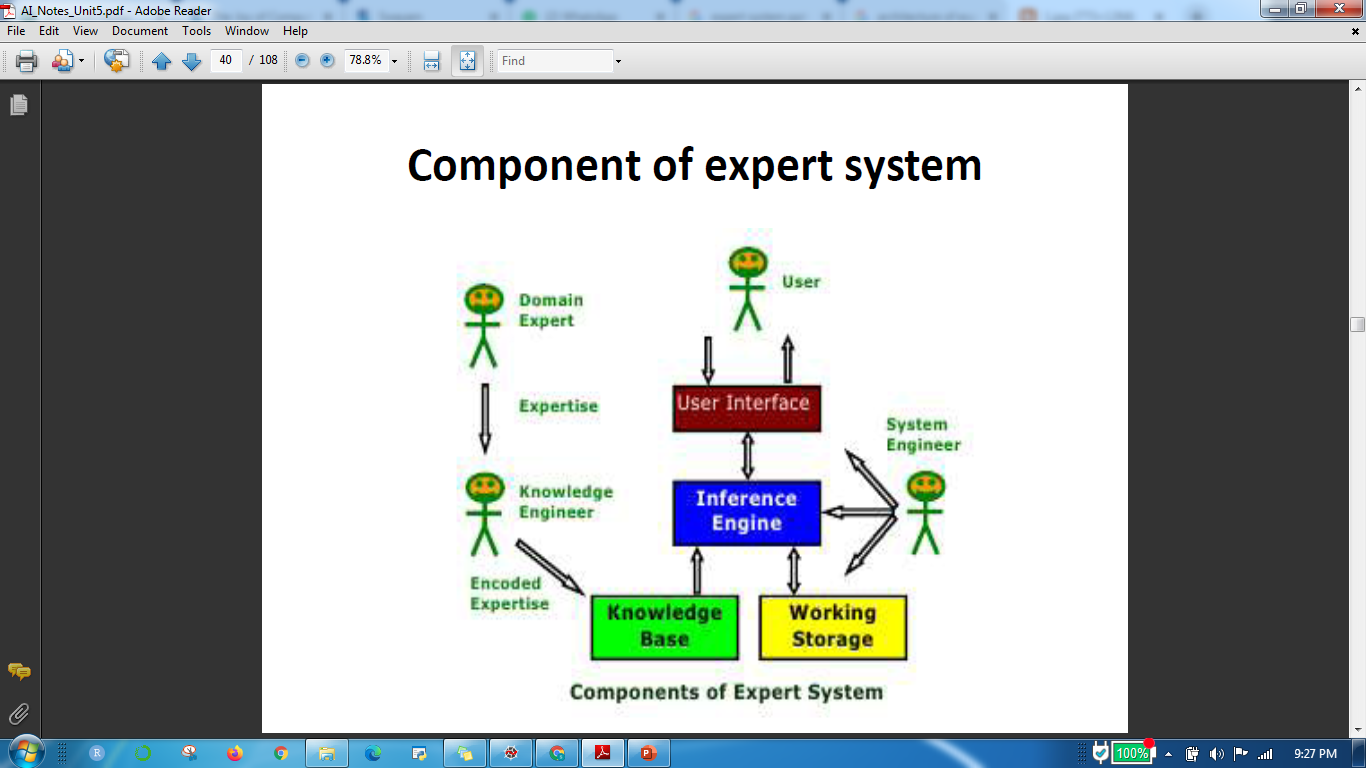 AI_Notes_Unit5.pdf - Adobe Reader
File Edit View Document Tools Window Help
40 / 108 78.8% Find
Component of expert system
User
Domain
Expert
Expertise
User Interface
System
Engineer
Knowledge
Engineer
Inference
Engine
Encoded
Expertise
Knowledge
Base
Working
Storage
Components of Expert System
R
100%
9:27 PM